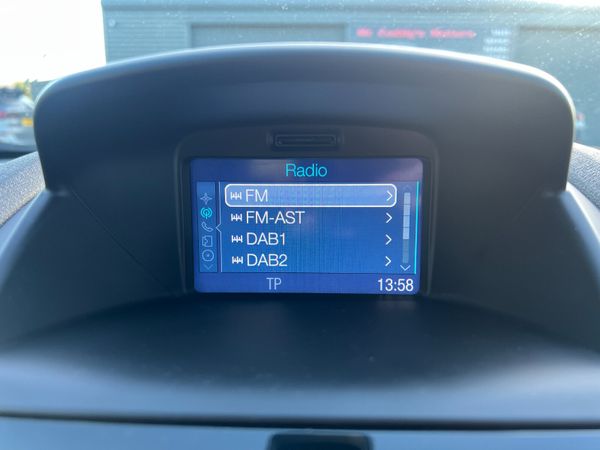 Radio
FM
FM-AST
DAB1
DAB2
TP 13:58